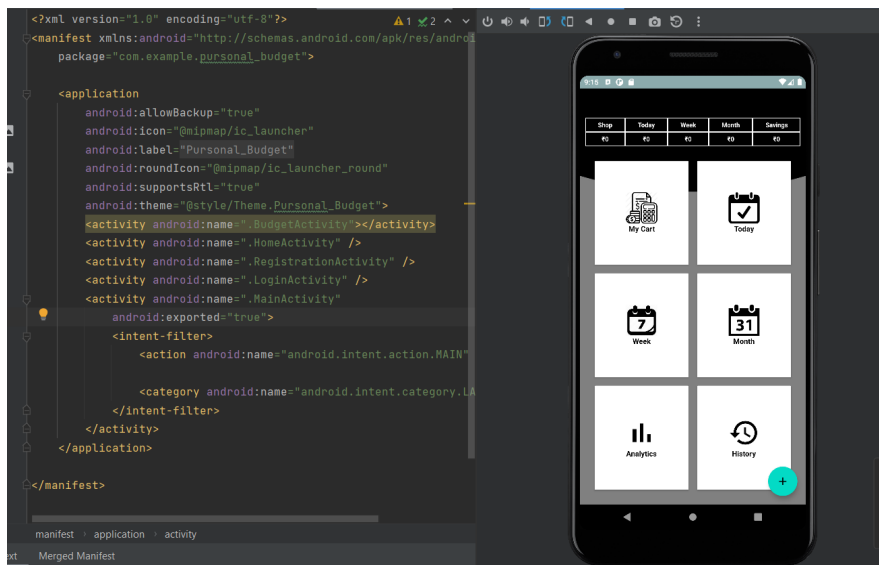 <?xml version="1.0" encoding="utf-8"?>
1 2
<manifest xmlns:android="http://schemas.android.com/apk/res/androi
package="com.example.pursonal_budget">
<application
android:allowBackup="true"
android:icon="@mipmap/ic_launcher"
android:label="Pursonal_Budget"
android:roundIcon="@mipmap/ic_launcher_round"
android:supportsRtl="true"
android:theme="@style/Theme.Pursonal_Budget">
<activity android:name=".BudgetActivity"></activity>
<activity android:name=".HomeActivity" />
<activity android:name=".RegistrationActivity" />
<activity android:name=".LoginActivity" />
<activity android:name=".MainActivity"
android:exported="true">
<intent-filter>
<action android:name="android.intent.action.MAIN"
<category android:name="android.intent.category.LA
</intent-filter>
</activity>
</application>
</manifest>
manifest › application › activity
ext Merged Manifest
9:15
Shop Today Week Month Savings
₹0 ₹0 ₹0 ₹0 ₹0
My Cart
Today
7
Week
31
Month
Analytics
History
+